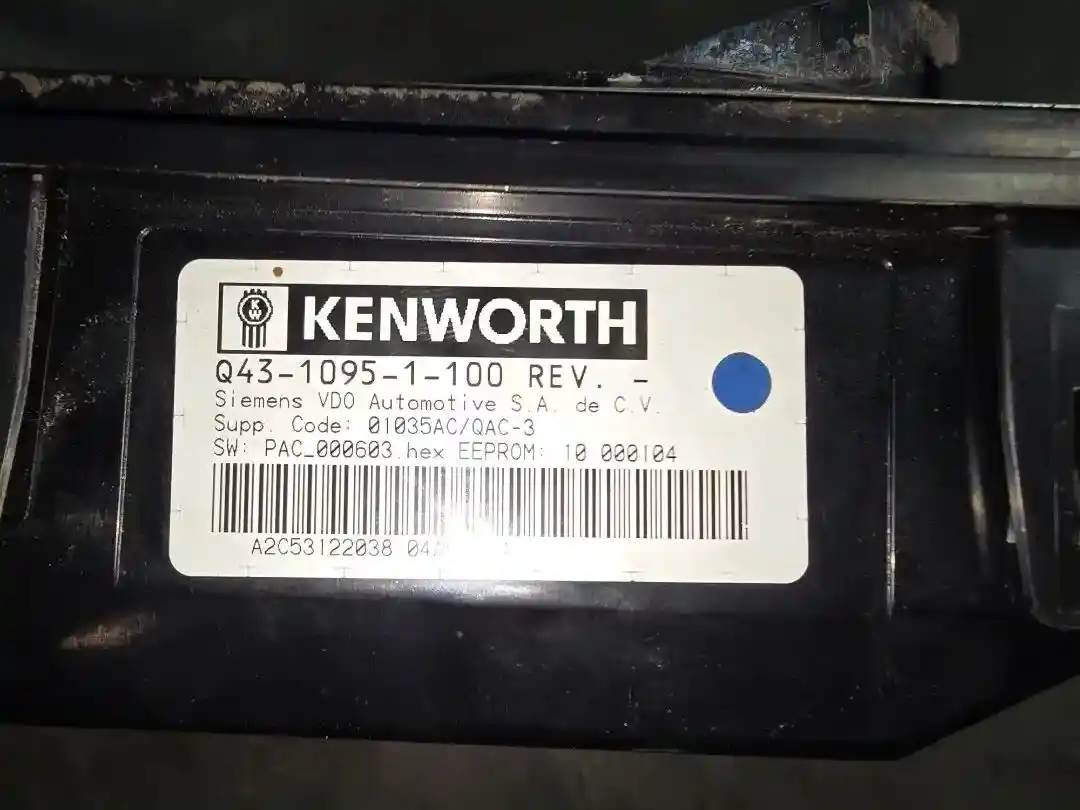 KW KENWORTH
Q43-1095-1-100 REV. -
Siemens VDO Automotive S.A. de C.V.
Supp. Code: 01035AC/QAC-3
SW: PAC_000603.hex EEPROM: 10 000104
A2C53122038